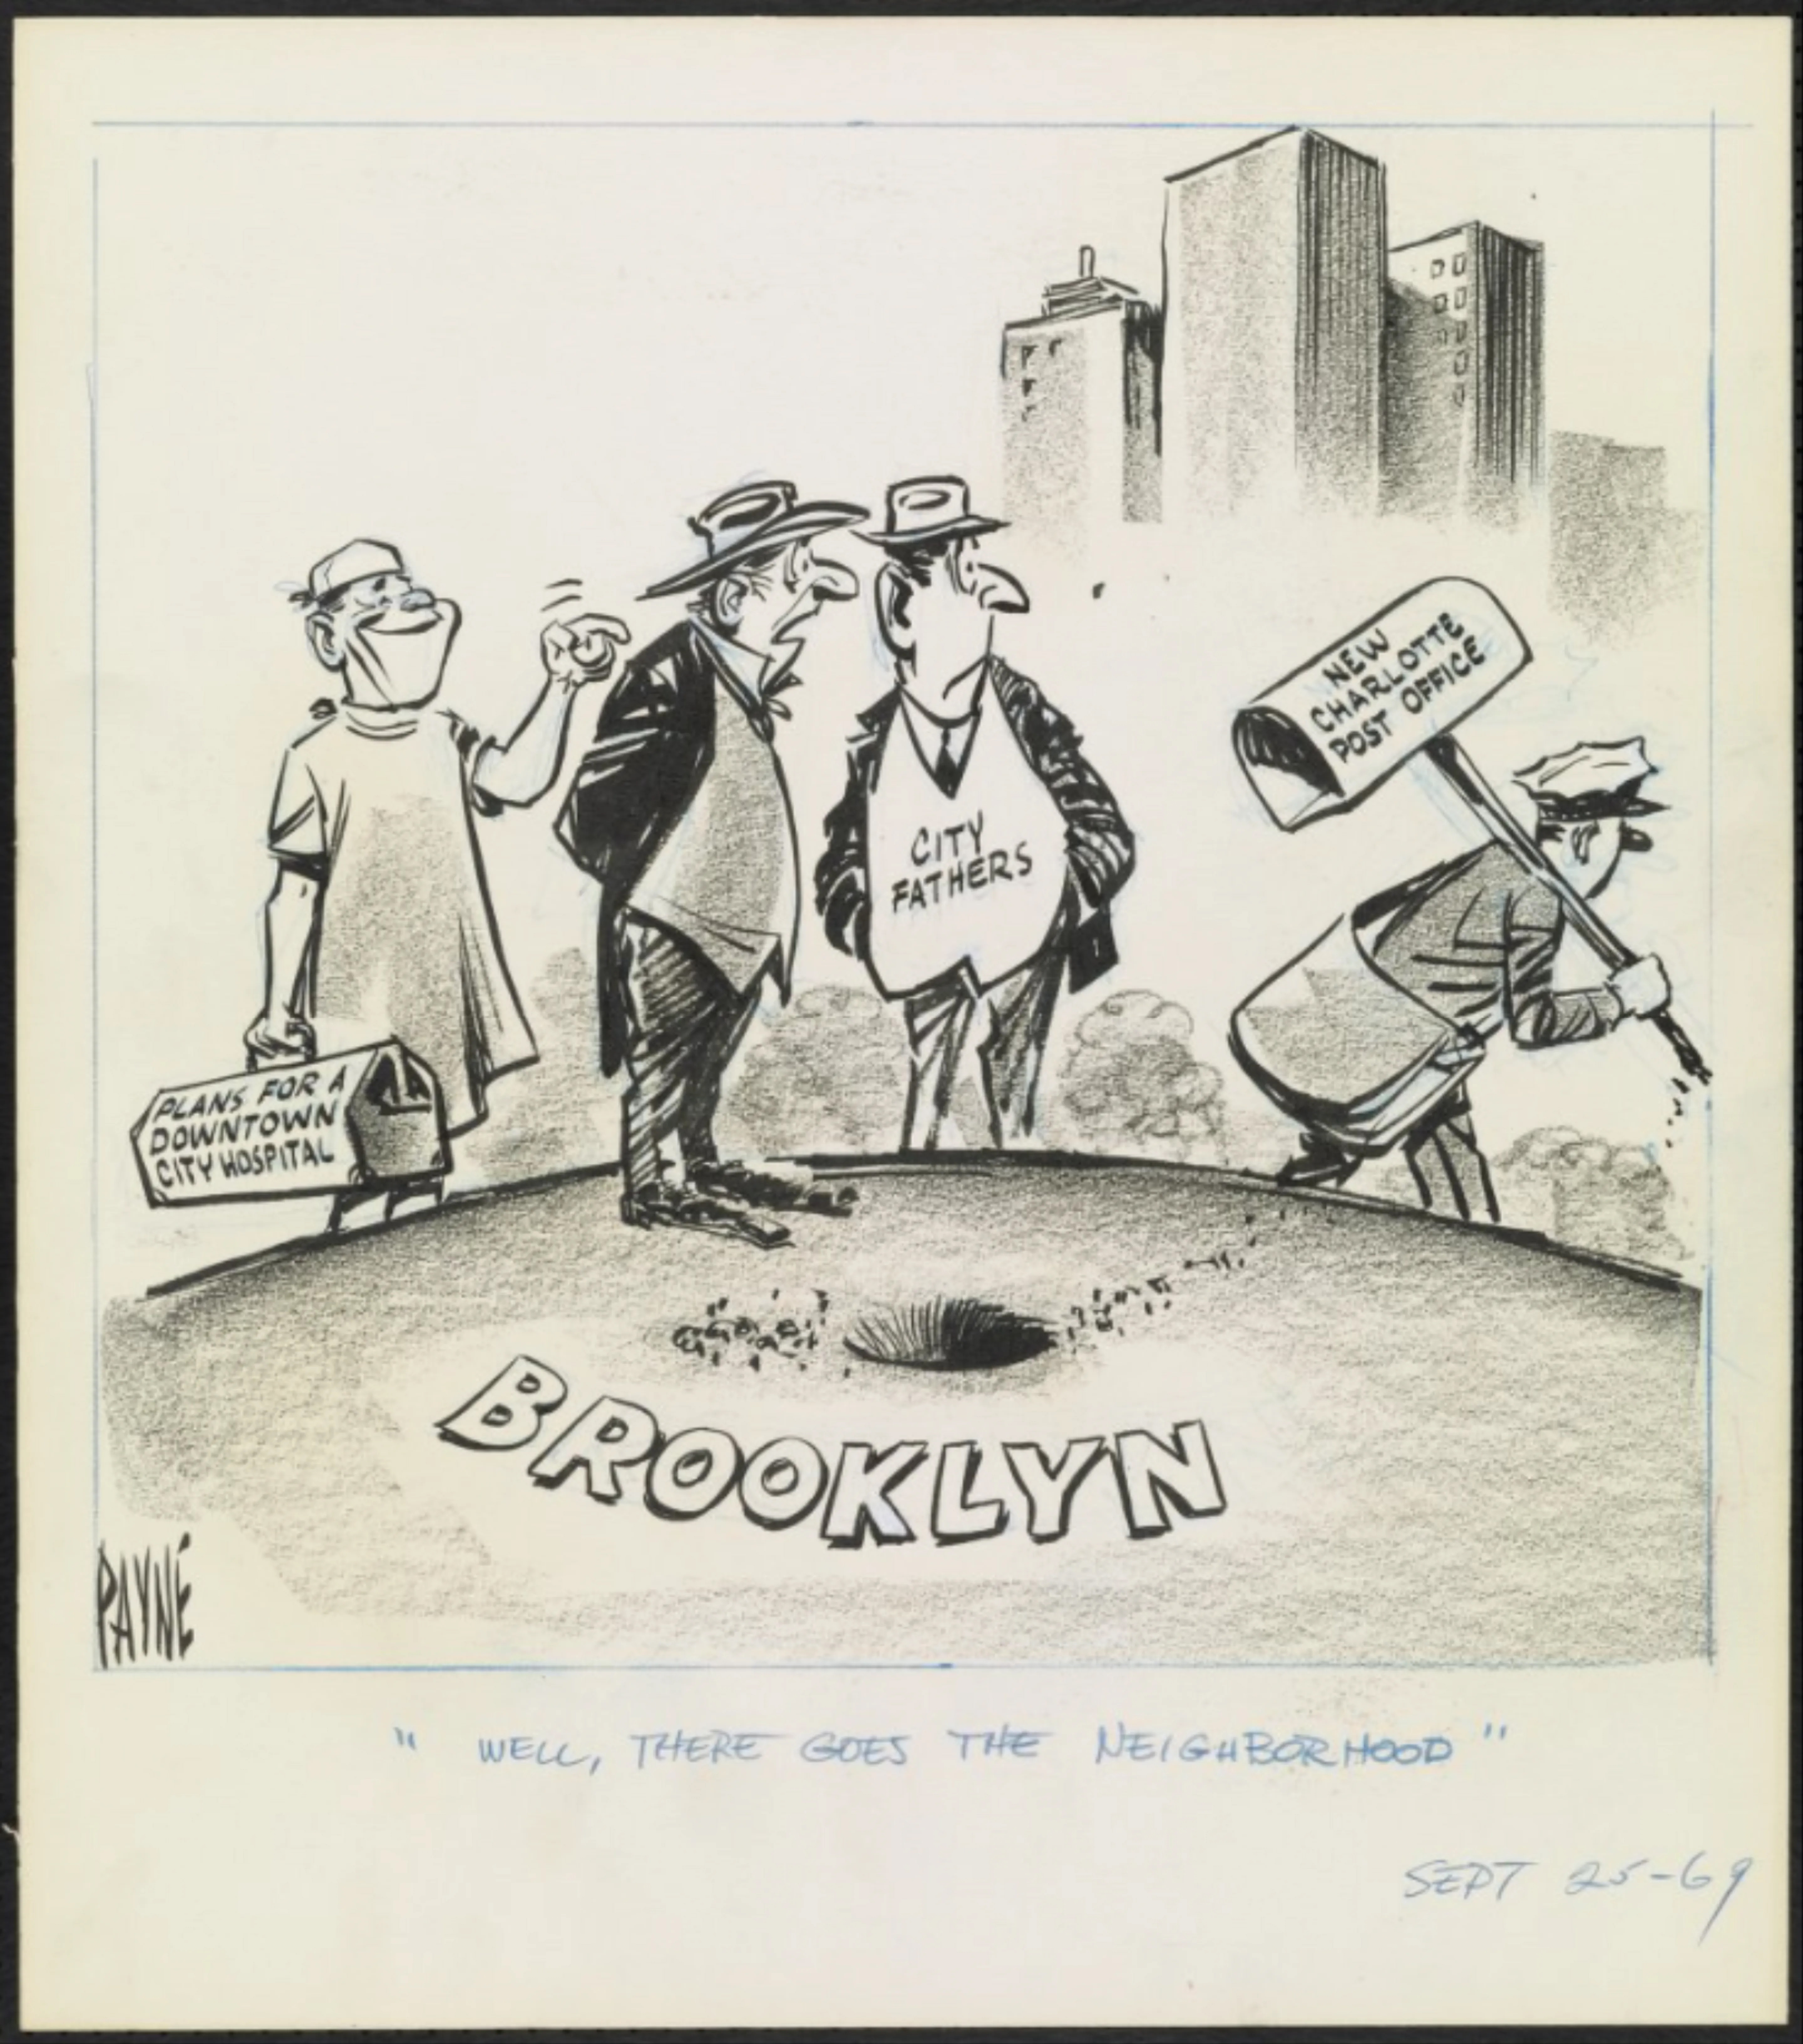 NEW
CHARLOTTE
POST OFFICE
CITY
FATHERS
PLANS FOR A
DOWNTOWN
CITY HOSPITAL
BROOKLYN
PAYNE
" WELL, THERE GOES THE NEIGHBORHOOD "
SEPT 25-69